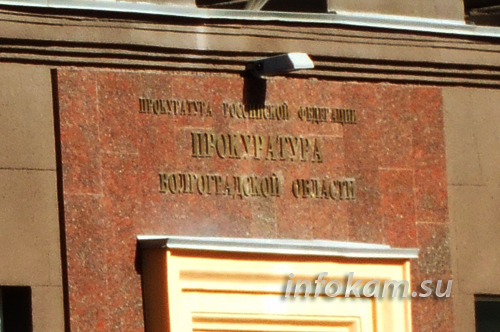 ПРОКУРАТУРА РОССИЙСКОЙ ФЕДЕРАЦИИ
ПРОКУРАТУРА
ВОЛГОГРАДСКОЙ ОБЛАСТИ
infokam.su